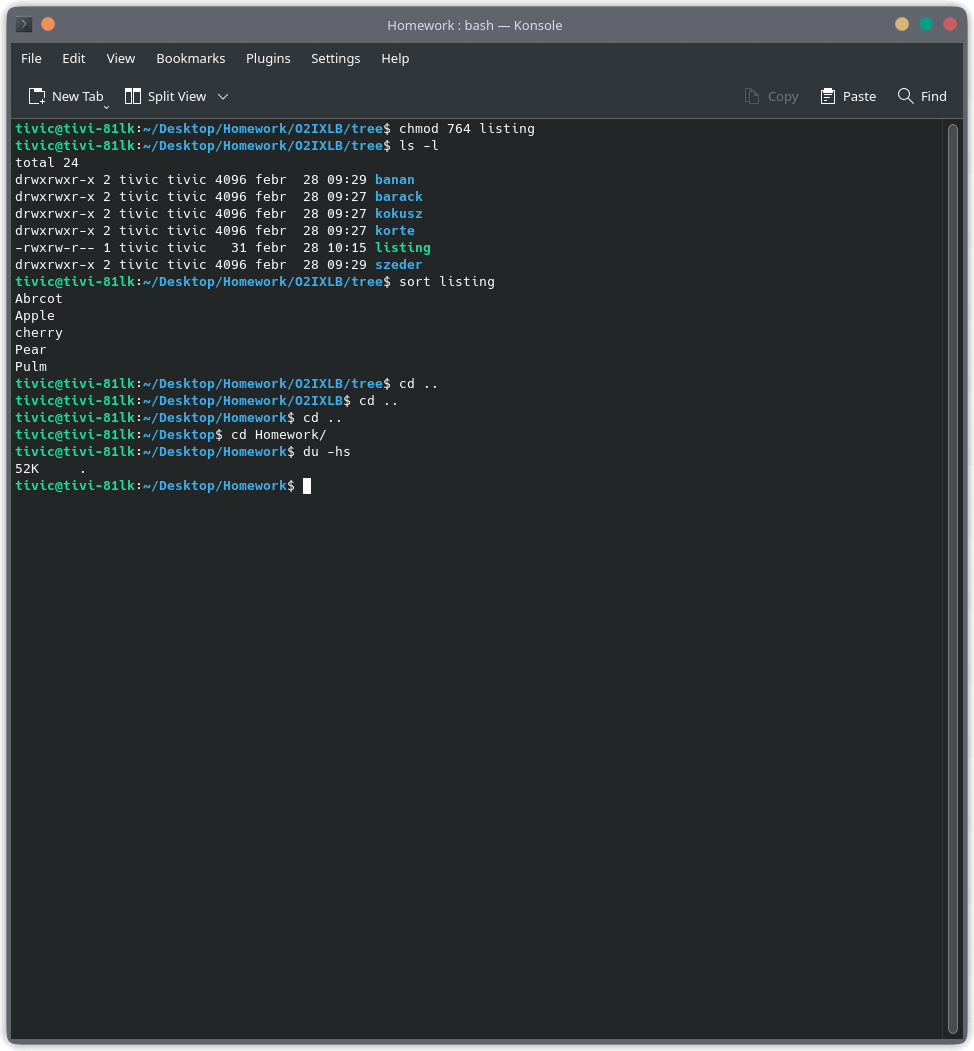 Homework : bash — Konsole
File Edit View Bookmarks Plugins Settings Help
New Tab Split View Copy Paste Find
tivic@tivi-81lk:~/Desktop/Homework/O2IXLB/tree$ chmod 764 listing
tivic@tivi-81lk:~/Desktop/Homework/O2IXLB/tree$ ls -l
total 24
drwxrwxr-x 2 tivic tivic 4096 febr  28 09:29 banan
drwxrwxr-x 2 tivic tivic 4096 febr  28 09:27 barack
drwxrwxr-x 2 tivic tivic 4096 febr  28 09:27 kokusz
drwxrwxr-x 2 tivic tivic 4096 febr  28 09:27 korte
-rwxrw-r-- 1 tivic tivic   31 febr  28 10:15 listing
drwxrwxr-x 2 tivic tivic 4096 febr  28 09:29 szeder
tivic@tivi-81lk:~/Desktop/Homework/O2IXLB/tree$ sort listing
Abrcot
Apple
cherry
Pear
Pulm
tivic@tivi-81lk:~/Desktop/Homework/O2IXLB/tree$ cd ..
tivic@tivi-81lk:~/Desktop/Homework/O2IXLB$ cd ..
tivic@tivi-81lk:~/Desktop/Homework$ cd ..
tivic@tivi-81lk:~/Desktop$ cd Homework/
tivic@tivi-81lk:~/Desktop/Homework$ du -hs
52K     .
tivic@tivi-81lk:~/Desktop/Homework$